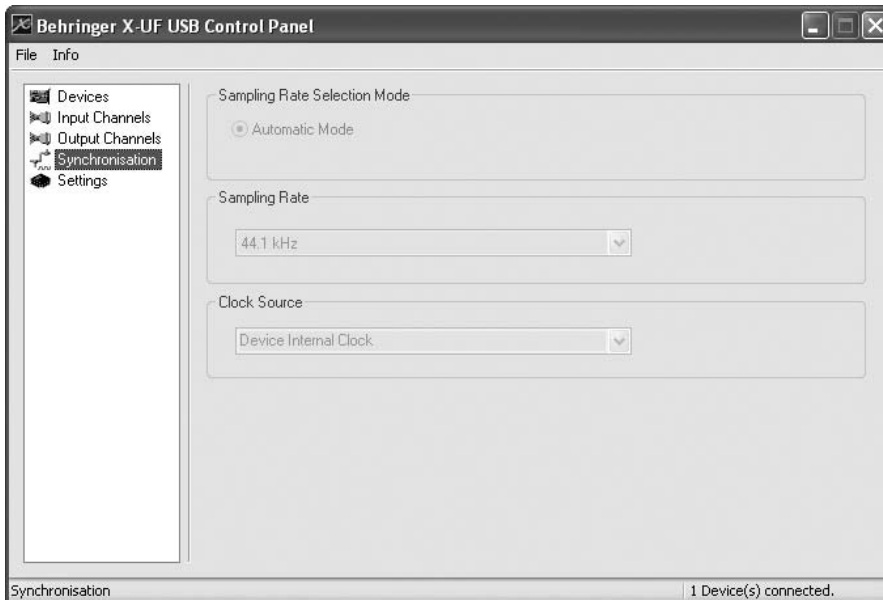 Behringer X-UF USB Control Panel
File Info
Devices
Input Channels
Output Channels
Synchronisation
Settings
Sampling Rate Selection Mode
Automatic Mode
Sampling Rate
44.1 kHz
Clock Source
Device Internal Clock
Synchronisation
1 Device(s) connected.